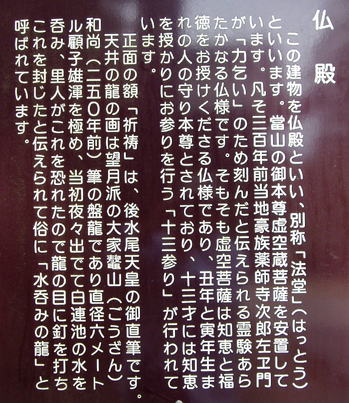 仏殿
この建物を仏殿といい、別称「法堂」（はっとう）
といいます。當山の御本尊虚空蔵菩薩を安置して
います。凡そ三百年前当地豪族薬師寺次郎左ヱ門
が「力乞い」のため刻んだと伝えられる霊験あら
たかなる仏様です。そもそも虚空菩薩は知恵と福
徳をお授けくださる仏様であり、丑年と寅年生ま
れの人の守り本尊とされており、十三才には知恵
を授かりにお参りを行う「十三参り」が行われて
います。
正面の額「祈祷」は、後水尾天皇の御直筆です。
天井の龍の画は望月派の大家鼇山（こうざん）
和尚（二五〇年前）筆の盤龍であり直径六メート
ル顧子雄渾を極め、当初夜々出てて白連池の水を
呑み、里人がこれを恐れたので龍の目に釘を打ち
これを封じたと伝えられて俗に「水呑みの龍」と
呼ばれています。